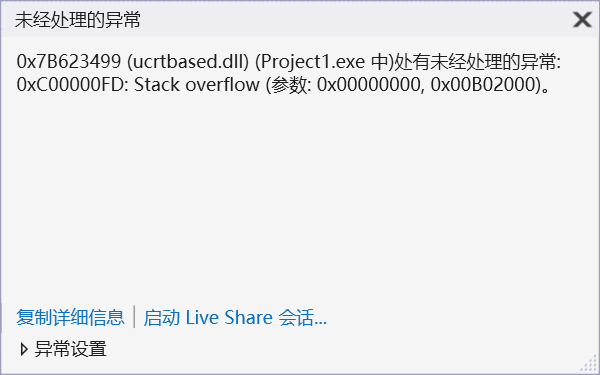 未经处理的异常
0x7B623499 (ucrtbased.dll) (Project1.exe 中)处有未经处理的异常:
0xC00000FD: Stack overflow (参数: 0x00000000, 0x00B02000)。
复制详细信息 | 启动 Live Share 会话...
异常设置